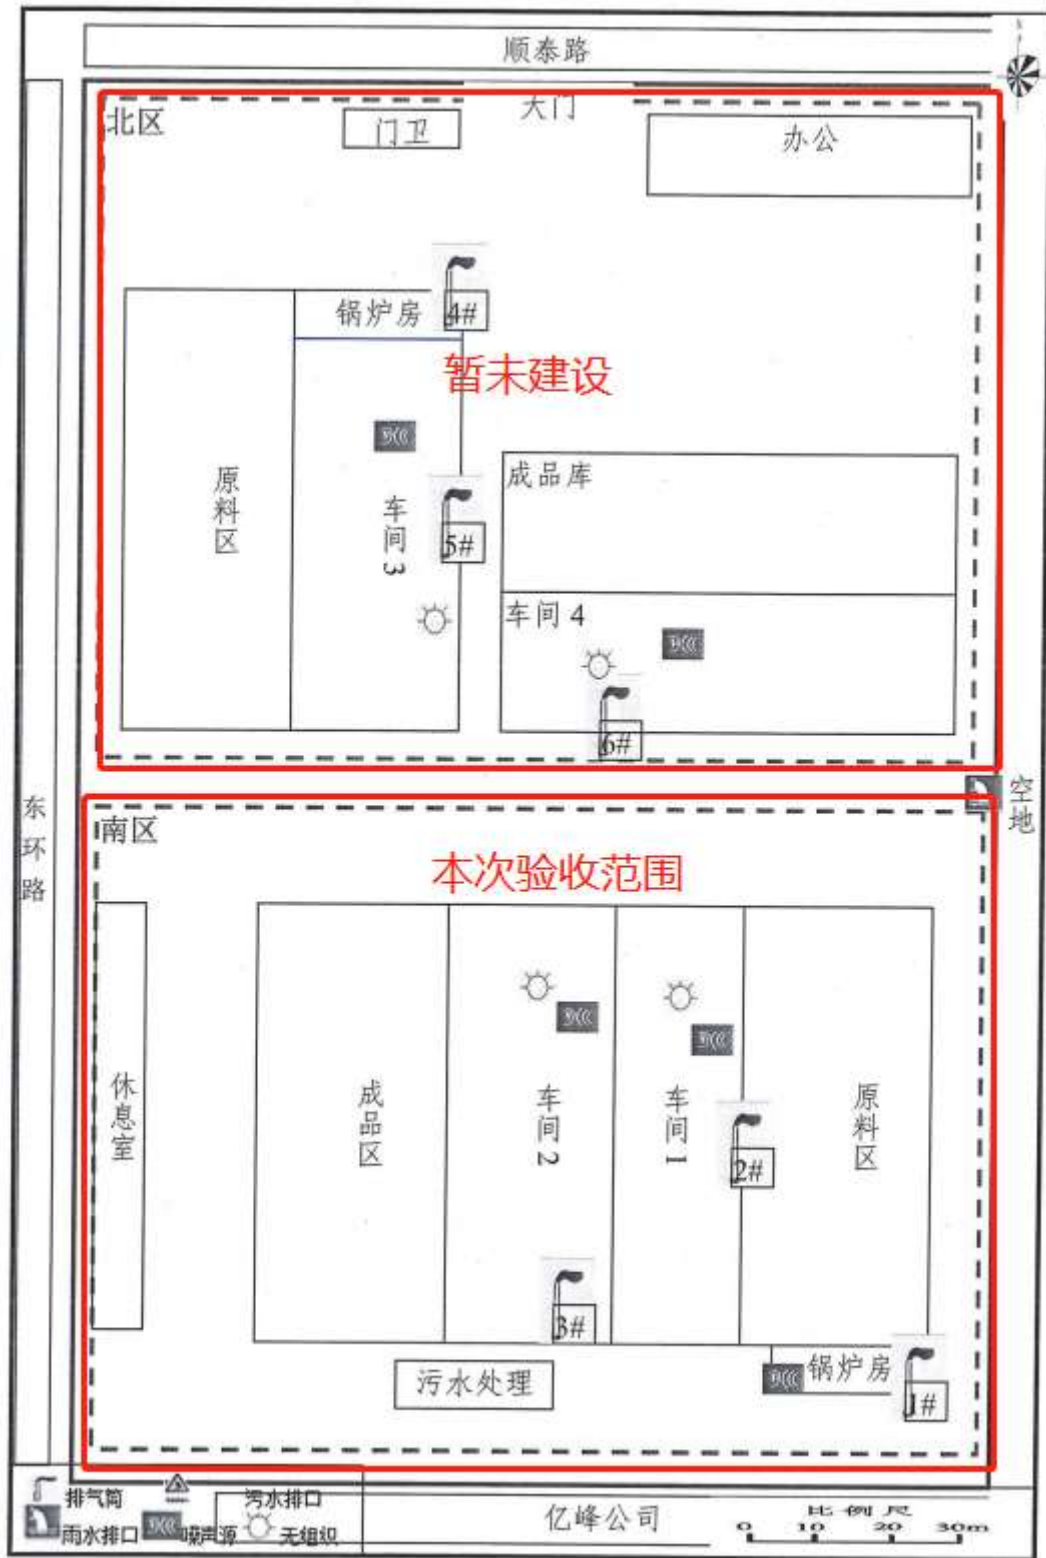 顺泰路
大门
北区
门卫
办公
锅炉房
4#
暂未建设
原料区
车间3
5#
成品库
车间 4
6#
空地
东环路
南区
本次验收范围
休息室
成品区
车间2
车间1
原料区
2#
3#
污水处理
锅炉房
1#
排气筒
污水排口
雨水排口
噪声源
无组织
亿峰公司
比例尺
0 10 20 30m